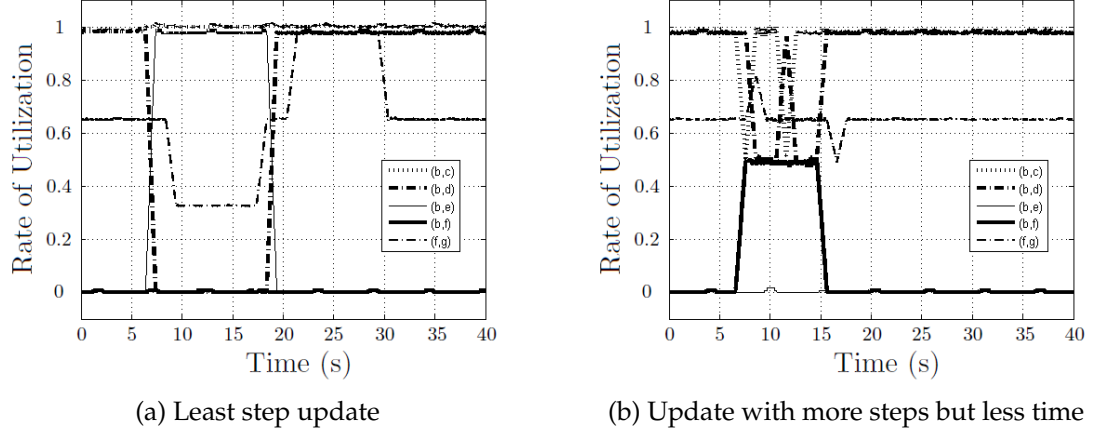 Rate of Utilization
1
0.8
0.6
0.4
0.2
0
0 5 10 15 20 25 30 35 40
Time (s)
(b,c)
(b,d)
(b,e)
(b,f)
(f,g)
(a) Least step update
Rate of Utilization
1
0.8
0.6
0.4
0.2
0
0 5 10 15 20 25 30 35 40
Time (s)
(b,c)
(b,d)
(b,e)
(b,f)
(f,g)
(b) Update with more steps but less time